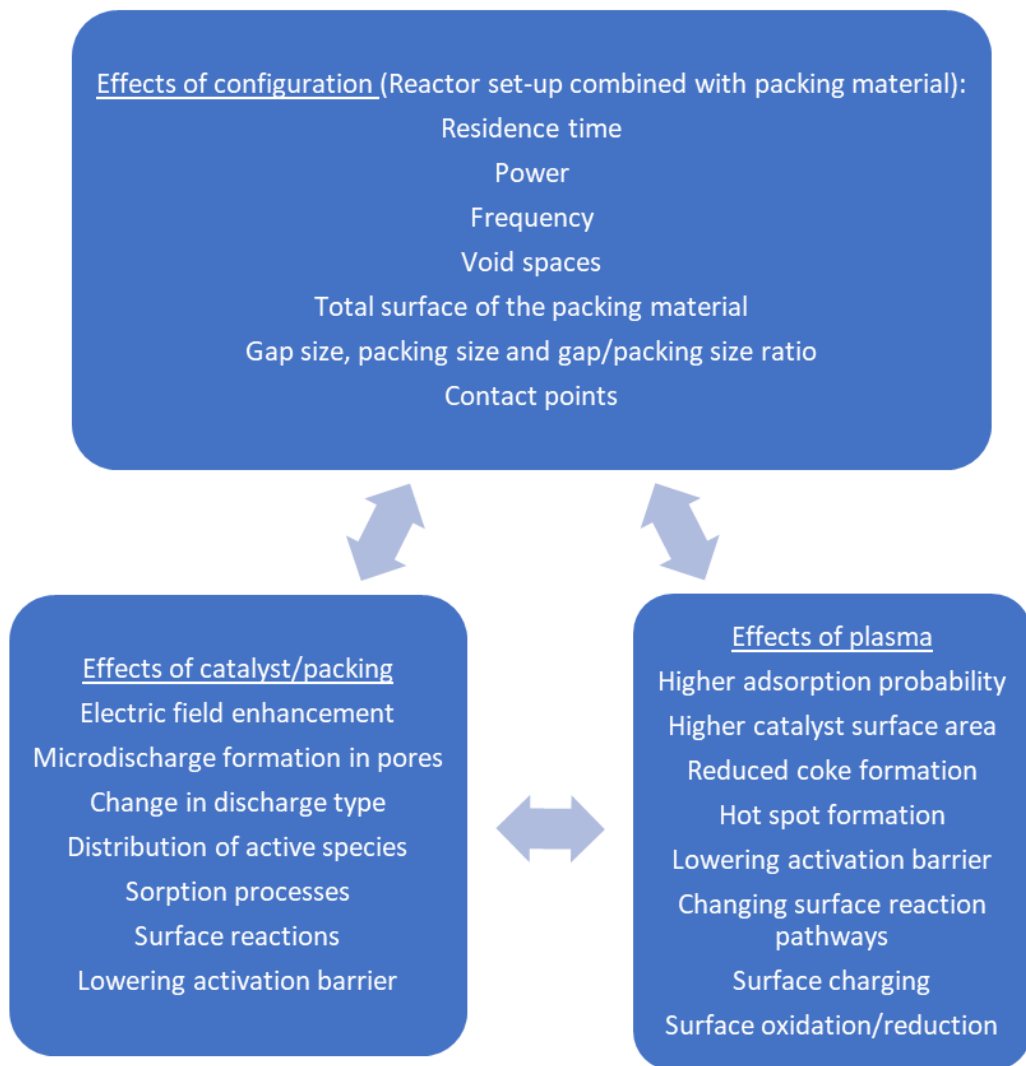 Effects of configuration (Reactor set-up combined with packing material):
Residence time
Power
Frequency
Void spaces
Total surface of the packing material
Gap size, packing size and gap/packing size ratio
Contact points
Effects of catalyst/packing
Electric field enhancement
Microdischarge formation in pores
Change in discharge type
Distribution of active species
Sorption processes
Surface reactions
Lowering activation barrier
Effects of plasma
Higher adsorption probability
Higher catalyst surface area
Reduced coke formation
Hot spot formation
Lowering activation barrier
Changing surface reaction
pathways
Surface charging
Surface oxidation/reduction